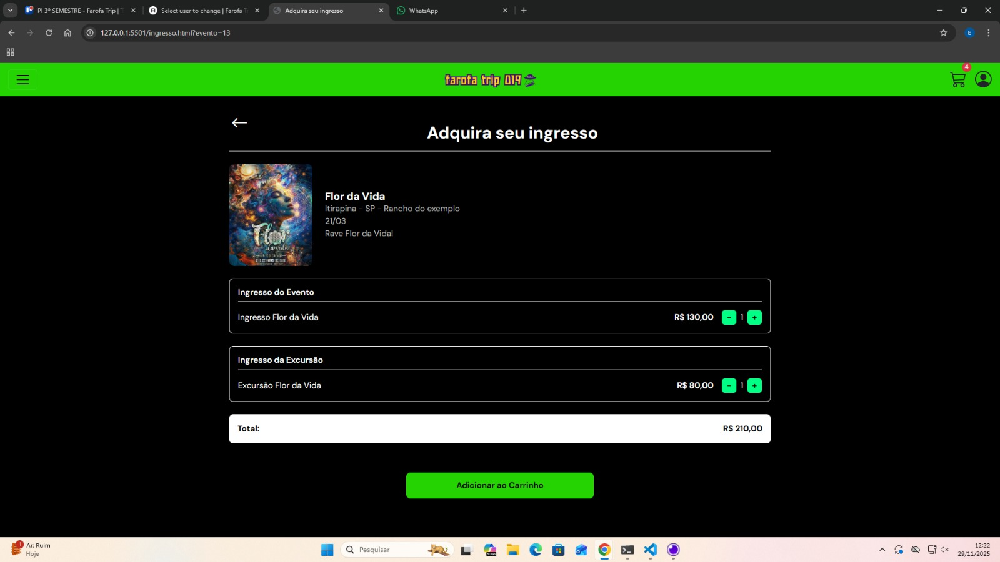 PI 3º SEMESTRE - Farofa Trip |
Select user to change | Farofa
Adquira seu ingresso
WhatsApp
127.0.0.1:5501/ingresso.html?evento=13
E
farofa trip 019
4
Adquira seu ingresso
Flor da Vida
Itirapina - SP - Rancho do exemplo
21/03
Rave Flor da Vida!
Flor
da vida
Ingresso do Evento
Ingresso Flor da Vida
R$ 130,00
- 1 +
Ingresso da Excursão
Excursão Flor da Vida
R$ 80,00
- 1 +
Total:
R$ 210,00
Adicionar ao Carrinho
1
Ar: Ruim
Hoje
Pesquisar
M365
12:22
29/11/2025